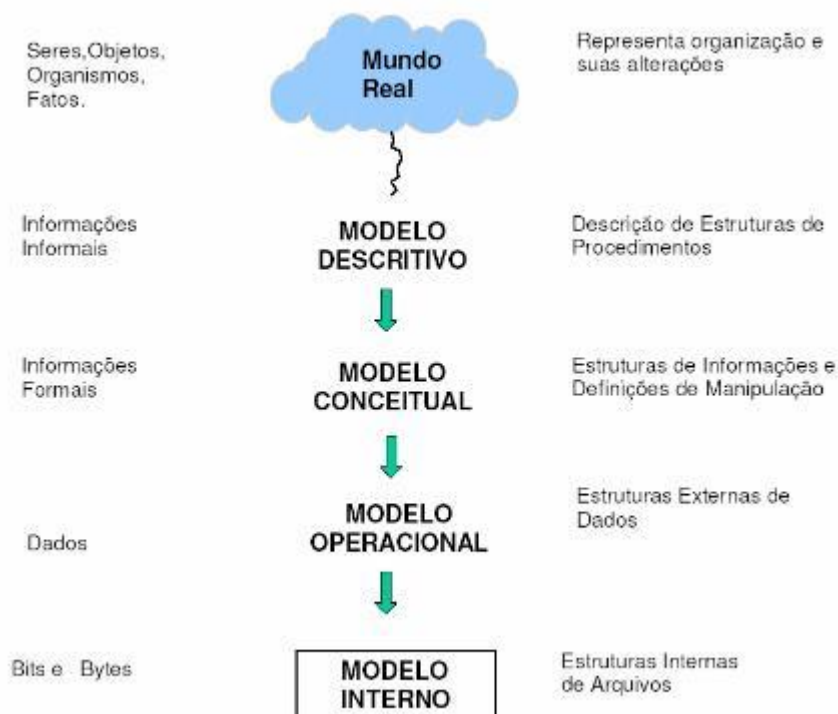 Seres,Objetos,
Organismos,
Fatos.
Mundo
Real
Representa organização e
suas alterações
Informações
Informais
MODELO
DESCRITIVO
Descrição de Estruturas de
Procedimentos
Informações
Formais
MODELO
CONCEITUAL
Estruturas de Informações e
Definições de Manipulação
Dados
MODELO
OPERACIONAL
Estruturas Externas de
Dados
Bits e Bytes
MODELO
INTERNO
Estruturas Internas
de Arquivos